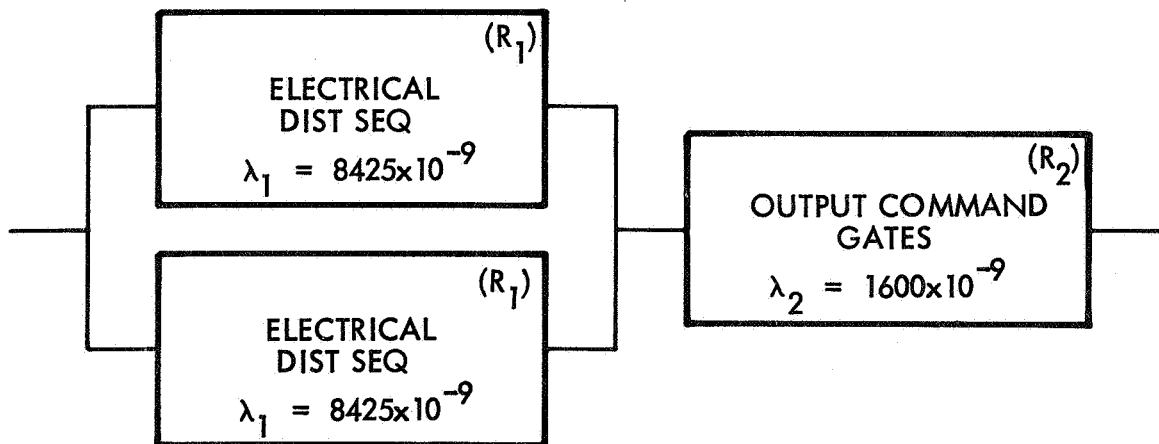 (R₁)
ELECTRICAL
DIST SEQ
λ₁ = 8425x10⁻⁹
(R₂)
OUTPUT COMMAND
GATES
λ₂ = 1600x10⁻⁹
(R₁)
ELECTRICAL
DIST SEQ
λ₁ = 8425x10⁻⁹